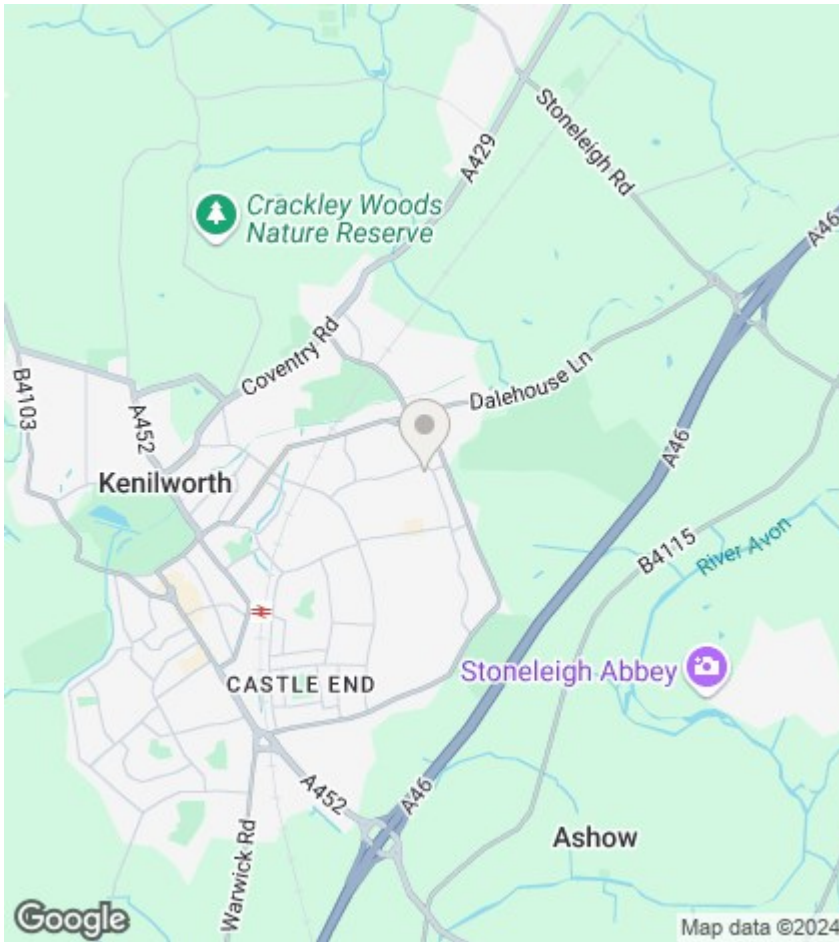 Stoneleigh Rd
A429
Crackley Woods
Nature Reserve
A46
Coventry Rd
Dalehouse Ln
B4103
A452
Kenilworth
A46
B4115
River Avon
Stoneleigh Abbey
CASTLE END
A452
A46
Ashow
Warwick Rd
Google
Map data ©2024